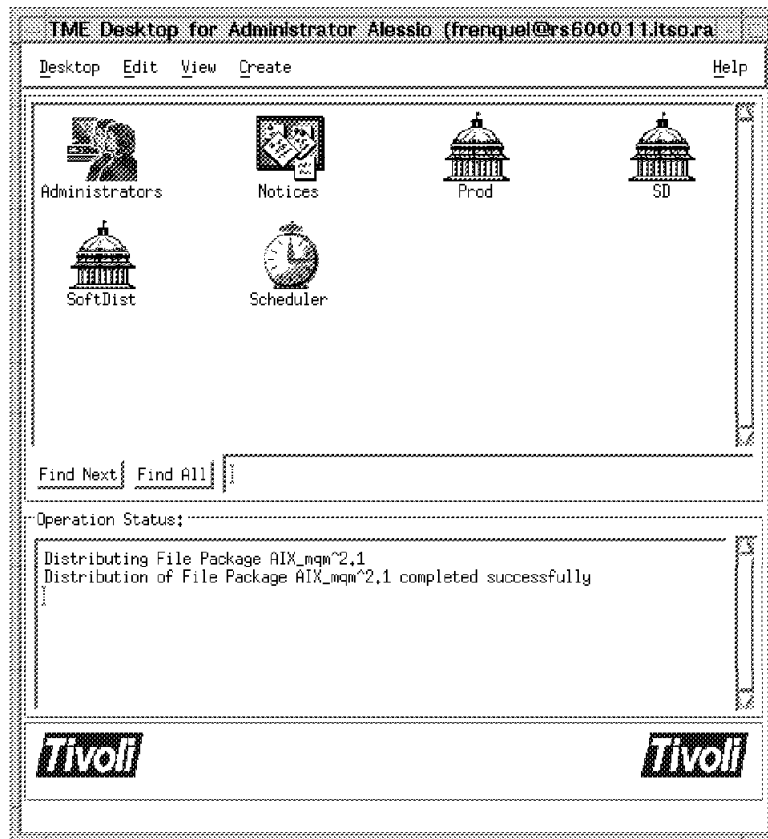 TME Desktop for Administrator Alessio (frenquel@rs600011.itso.ra
Desktop Edit View Create Help
Administrators Notices Prod SD
SoftDist Scheduler
Find Next Find All
Operation Status:
Distributing File Package AIX_mqm^2.1
Distribution of File Package AIX_mqm^2.1 completed successfully
Tivoli Tivoli